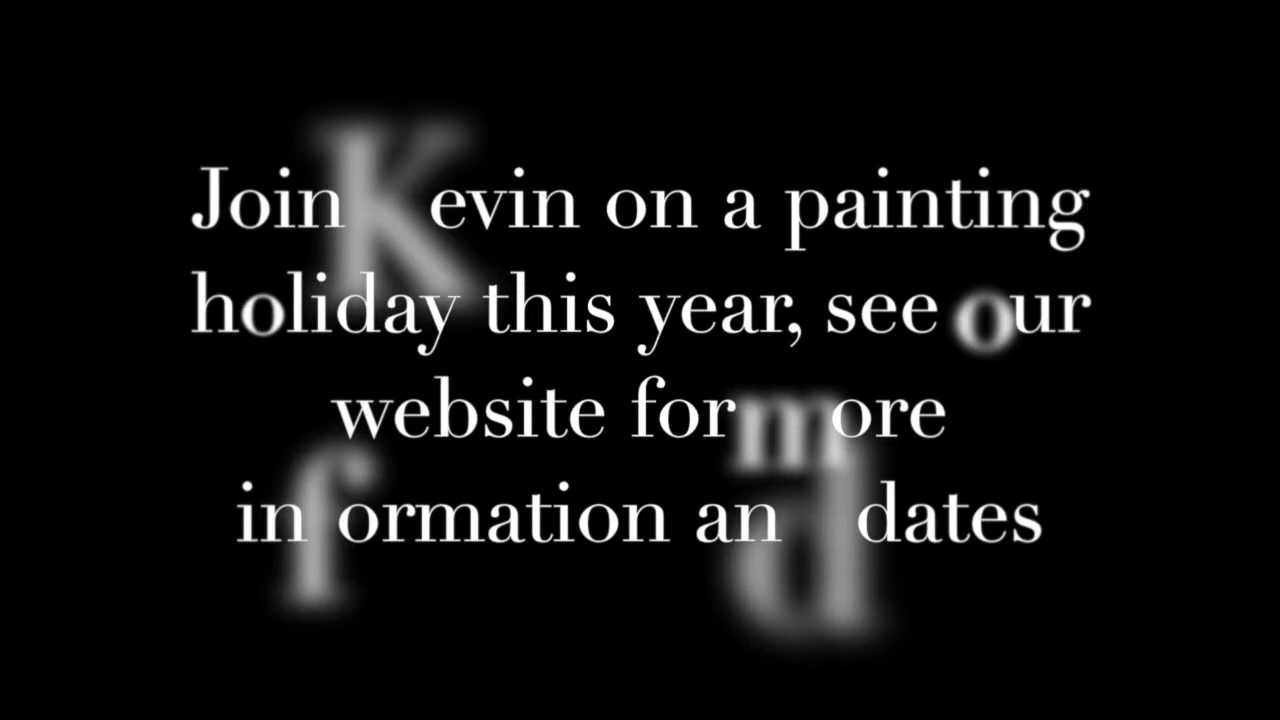 Join Kevin on a painting
holiday this year, see our
website for more
information and dates